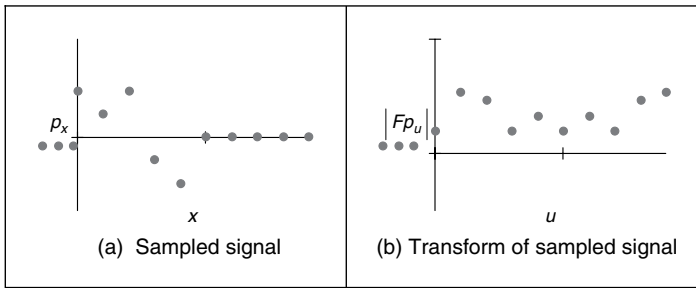 p_x
x
(a) Sampled signal
|Fp_u|
u
(b) Transform of sampled signal